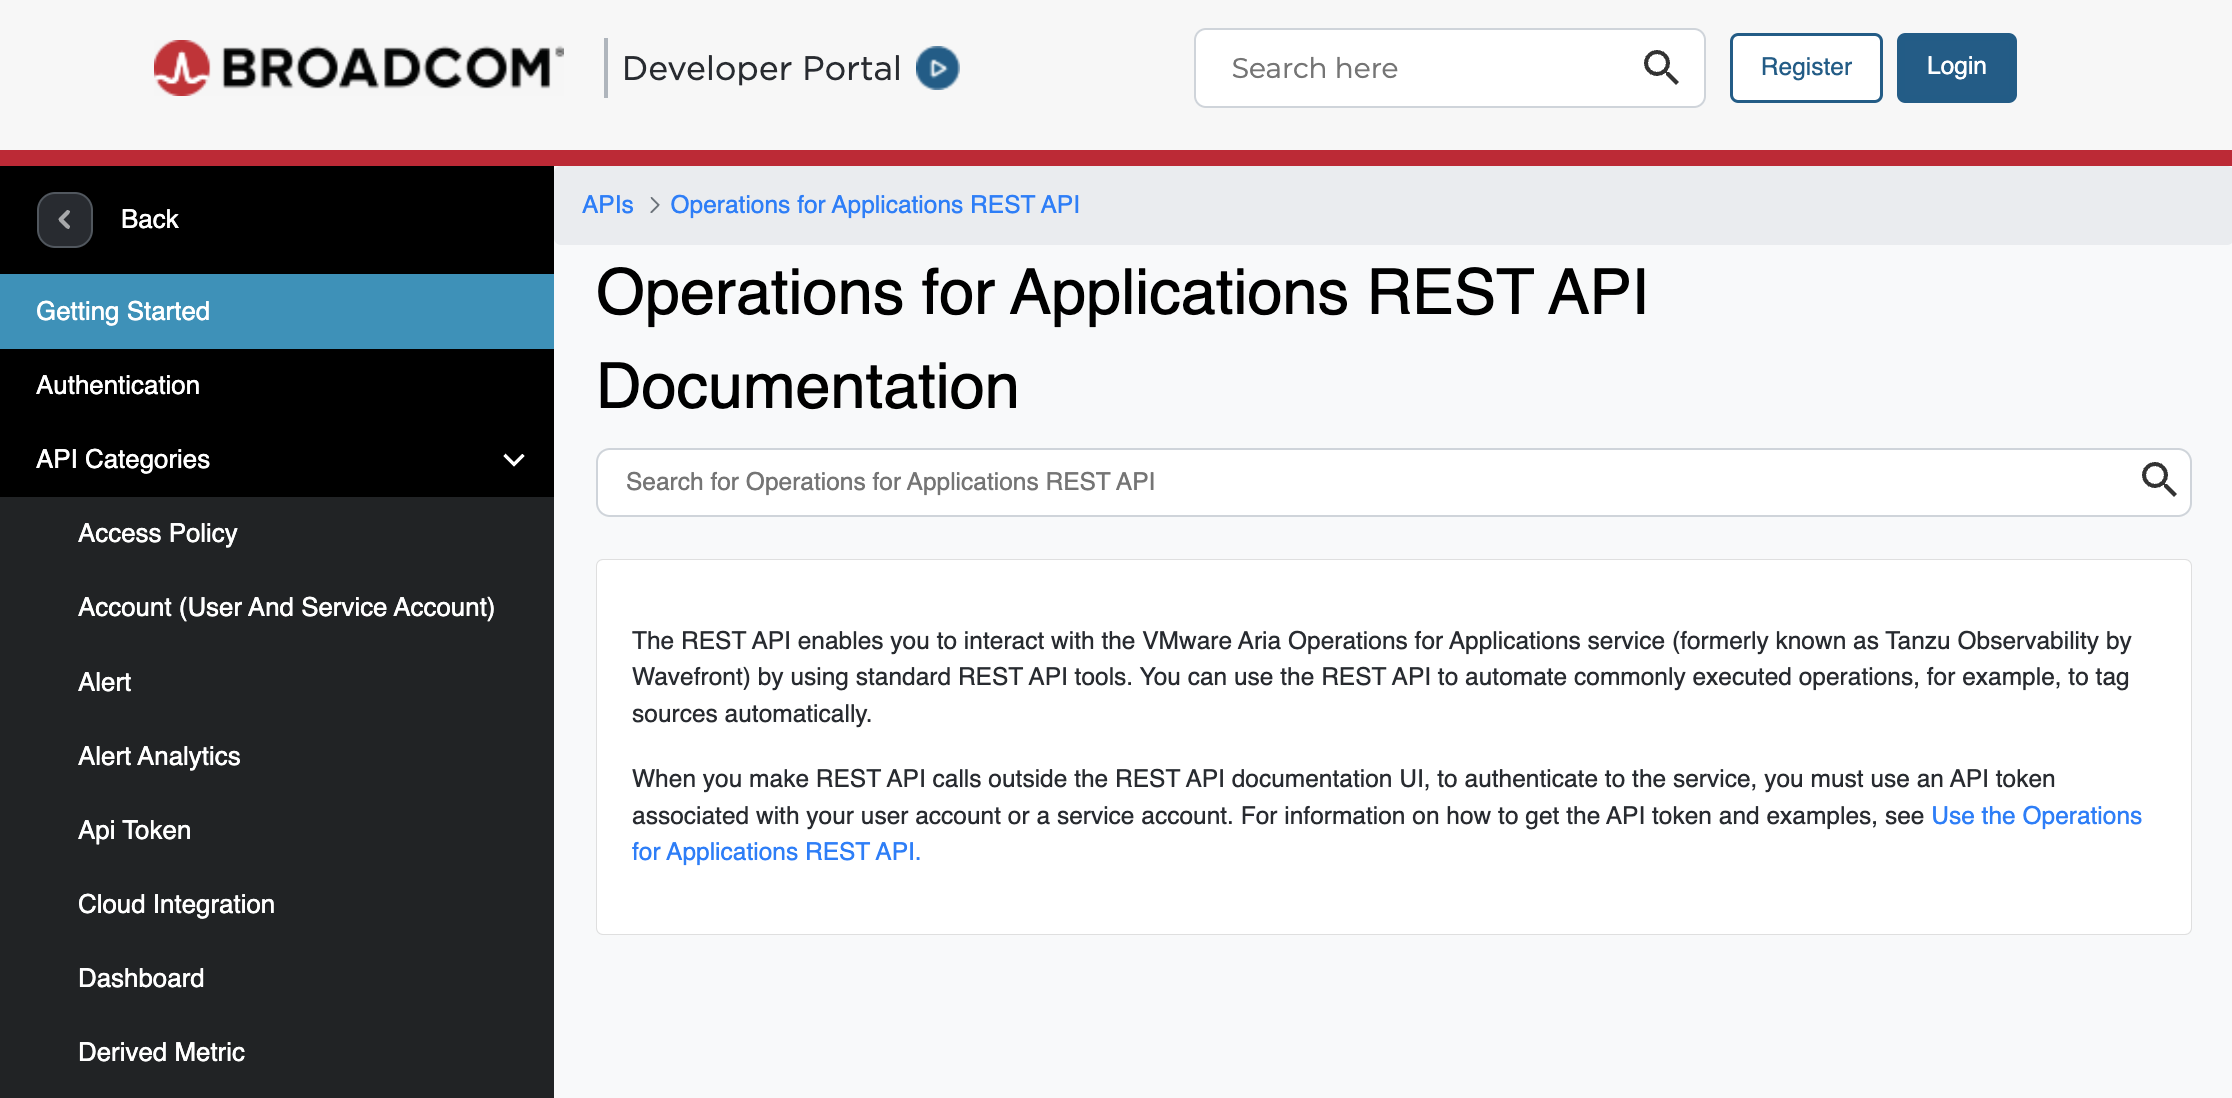 BROADCOM®
Developer Portal
Search here
Register
Login
Back
Getting Started
Authentication
API Categories
Access Policy
Account (User And Service Account)
Alert
Alert Analytics
Api Token
Cloud Integration
Dashboard
Derived Metric
APIs > Operations for Applications REST API
Operations for Applications REST API
Documentation
Search for Operations for Applications REST API
The REST API enables you to interact with the VMware Aria Operations for Applications service (formerly known as Tanzu Observability by
Wavefront) by using standard REST API tools. You can use the REST API to automate commonly executed operations, for example, to tag
sources automatically.
When you make REST API calls outside the REST API documentation UI, to authenticate to the service, you must use an API token
associated with your user account or a service account. For information on how to get the API token and examples, see Use the Operations
for Applications REST API.